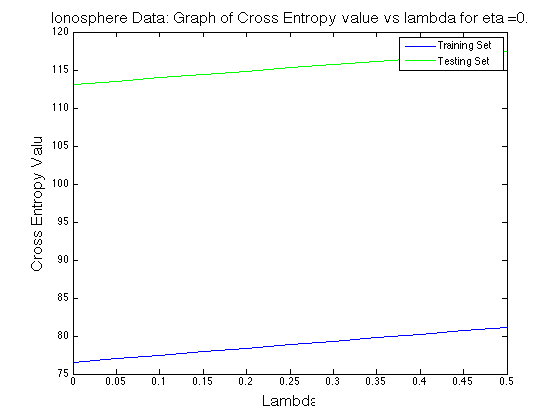 Ionosphere Data: Graph of Cross Entropy value vs lambda for eta =0.
Training Set
Testing Set
Cross Entropy Valu
120
115
110
105
100
95
90
85
80
75
0 0.05 0.1 0.15 0.2 0.25 0.3 0.35 0.4 0.45 0.5
Lambda